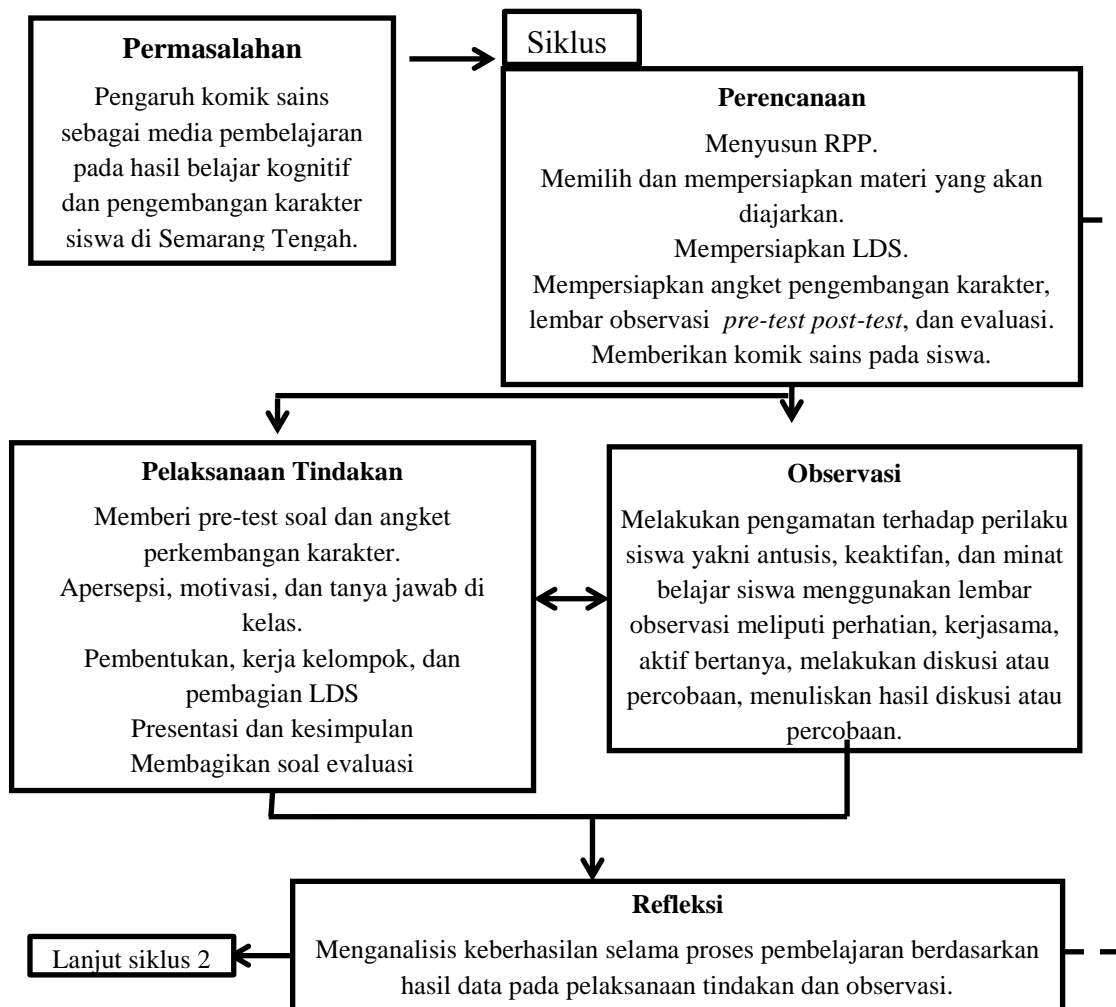 Permasalahan
Pengaruh komik sains
sebagai media pembelajaran
pada hasil belajar kognitif
dan pengembangan karakter
siswa di Semarang Tengah.
Siklus
Perencanaan
Menyusun RPP.
Memilih dan mempersiapkan materi yang akan
diajarkan.
Mempersiapkan LDS.
Mempersiapkan angket pengembangan karakter,
lembar observasi pre-test post-test, dan evaluasi.
Memberikan komik sains pada siswa.
Pelaksanaan Tindakan
Memberi pre-test soal dan angket
perkembangan karakter.
Apersepsi, motivasi, dan tanya jawab di
kelas.
Pembentukan, kerja kelompok, dan
pembagian LDS
Presentasi dan kesimpulan
Membagikan soal evaluasi
Observasi
Melakukan pengamatan terhadap perilaku
siswa yakni antusis, keaktifan, dan minat
belajar siswa menggunakan lembar
observasi meliputi perhatian, kerjasama,
aktif bertanya, melakukan diskusi atau
percobaan, menuliskan hasil diskusi atau
percobaan.
Refleksi
Menganalisis keberhasilan selama proses pembelajaran berdasarkan
hasil data pada pelaksanaan tindakan dan observasi.
Lanjut siklus 2